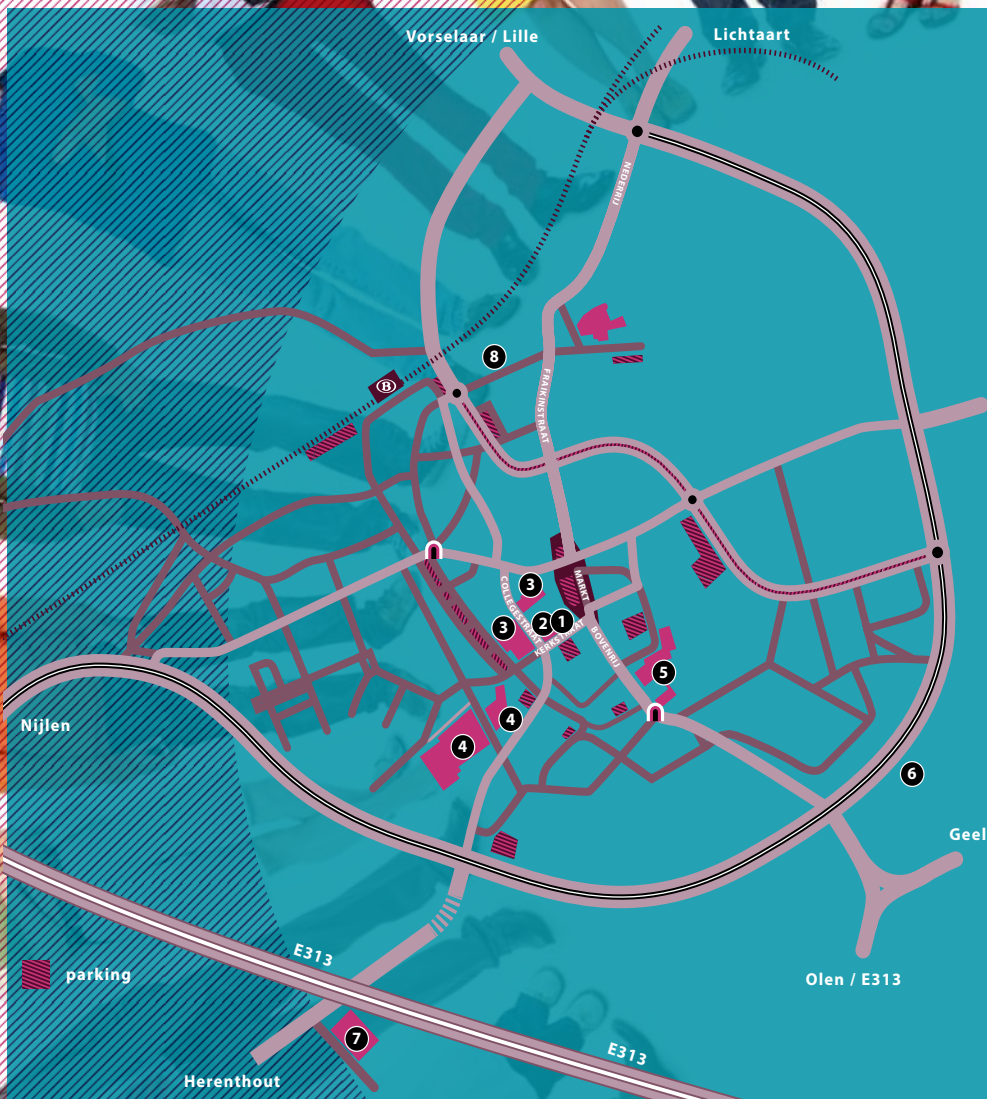 Vorselaar / Lille
Lichtaart
NEDERRIJ
8
FRAIKINSTRAAT
B
MARKT
COLLEGESTRAAT
3
3
2
1
KERKSTRAAT
BOVENRIJ
5
4
4
Nijlen
6
Geel
E313
parking
Olen / E313
7
E313
Herenthout